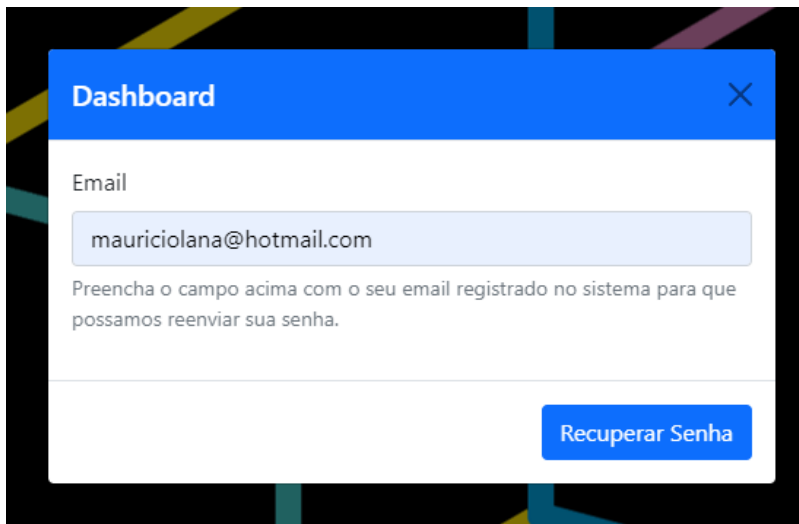 Dashboard
Email
mauriciolana@hotmail.com
Preencha o campo acima com o seu email registrado no sistema para que
possamos reenviar sua senha.
Recuperar Senha